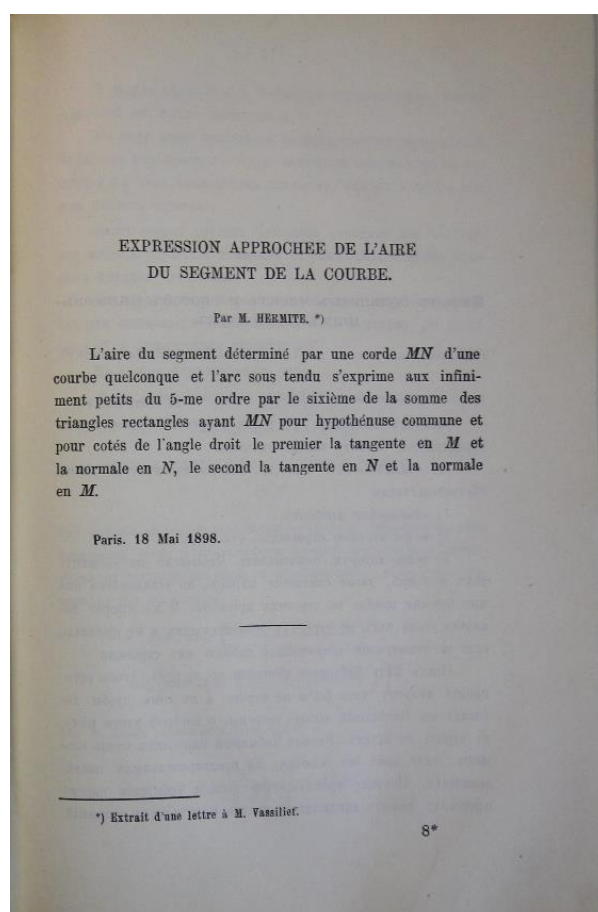 EXPRESSION APPROCHEE DE L'AIRE
DU SEGMENT DE LA COURBE.
Par M. HERMITE. *)
L'aire du segment déterminé par une corde MN d'une
courbe quelconque et l'arc sous tendu s'exprime aux infini-
ment petits du 5-me ordre par le sixième de la somme des
triangles rectangles ayant MN pour hypothénuse commune et
pour cotés de l'angle droit le premier la tangente en M et
la normale en N, le second la tangente en N et la normale
en M.
Paris. 18 Mai 1898.
*) Extrait d'une lettre à M. Vassilief.
8*